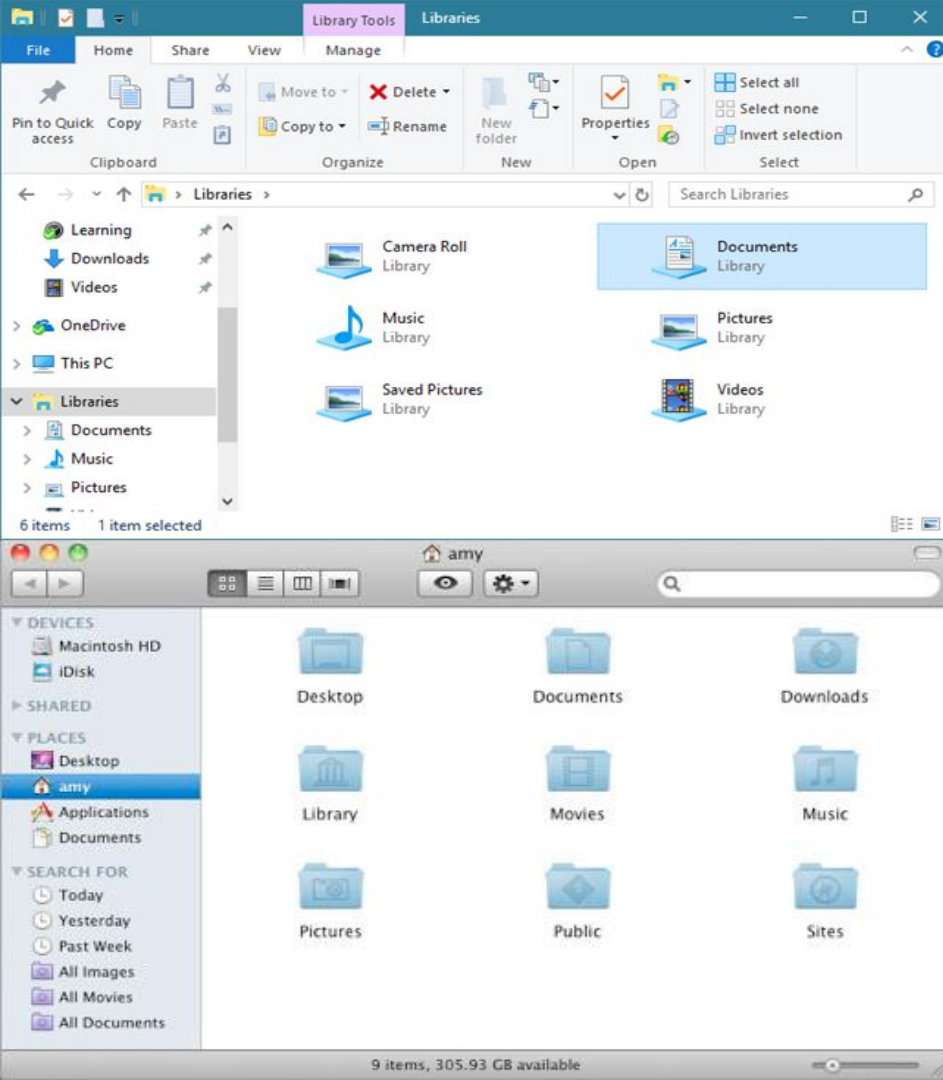 Library Tools Libraries
File Home Share View Manage
Pin to Quick access
Copy
Paste
Move to
Copy to
Delete
Rename
New folder
Properties
Select all
Select none
Invert selection
Clipboard Organize New Open Select
Libraries
Search Libraries
Learning
Downloads
Videos
OneDrive
This PC
Libraries
Documents
Music
Pictures
Camera Roll
Library
Documents
Library
Music
Library
Pictures
Library
Saved Pictures
Library
Videos
Library
6 items 1 item selected
amy
DEVICES
Macintosh HD
iDisk
SHARED
PLACES
Desktop
amy
Applications
Documents
SEARCH FOR
Today
Yesterday
Past Week
All Images
All Movies
All Documents
Desktop Documents Downloads
Library Movies Music
Pictures Public Sites
9 items, 305.93 GB available